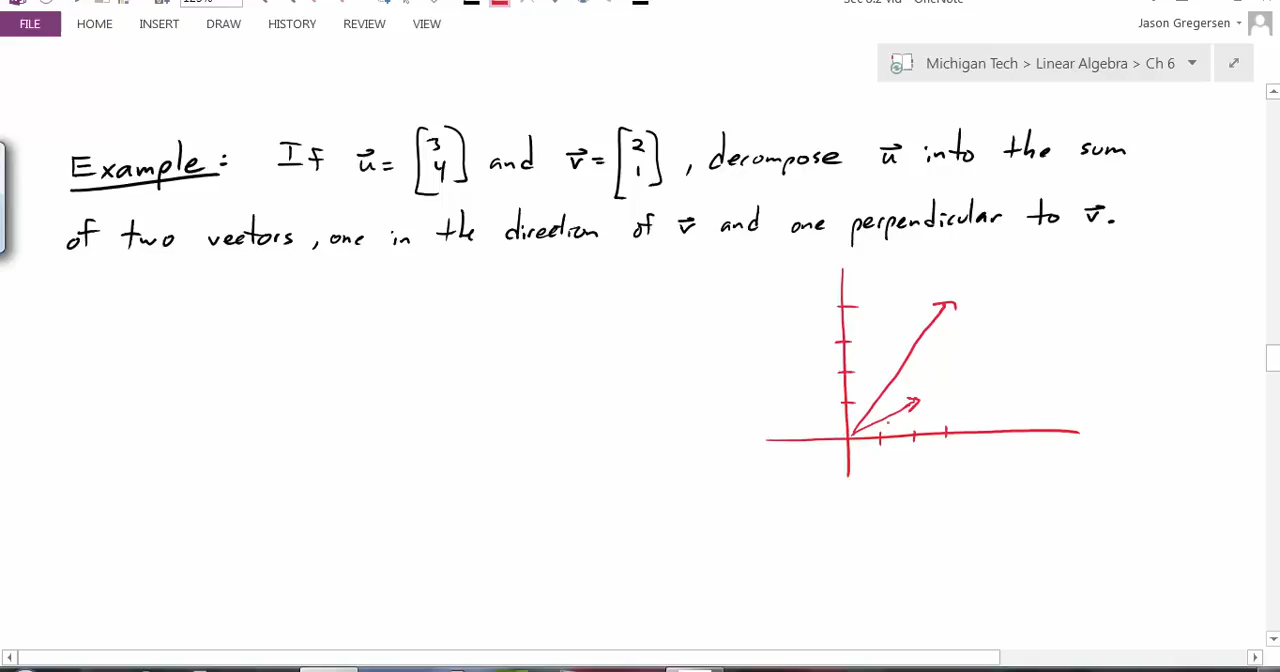 125%
FILE HOME INSERT DRAW HISTORY REVIEW VIEW Jason Gregersen
Michigan Tech > Linear Algebra > Ch 6
Example: If u⃗ = [3 4] and v⃗ = [2 1], decompose u⃗ into the sum
of two vectors, one in the direction of v⃗ and one perpendicular to v⃗.